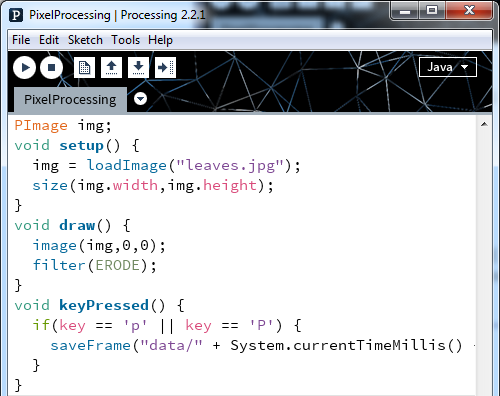 PixelProcessing | Processing 2.2.1
File Edit Sketch Tools Help
Java
PixelProcessing
PImage img;
void setup() {
  img = loadImage("leaves.jpg");
  size(img.width,img.height);
}
void draw() {
  image(img,0,0);
  filter(ERODE);
}
void keyPressed() {
  if(key == 'p' || key == 'P') {
    saveFrame("data/" + System.currentTimeMillis()
  }
}